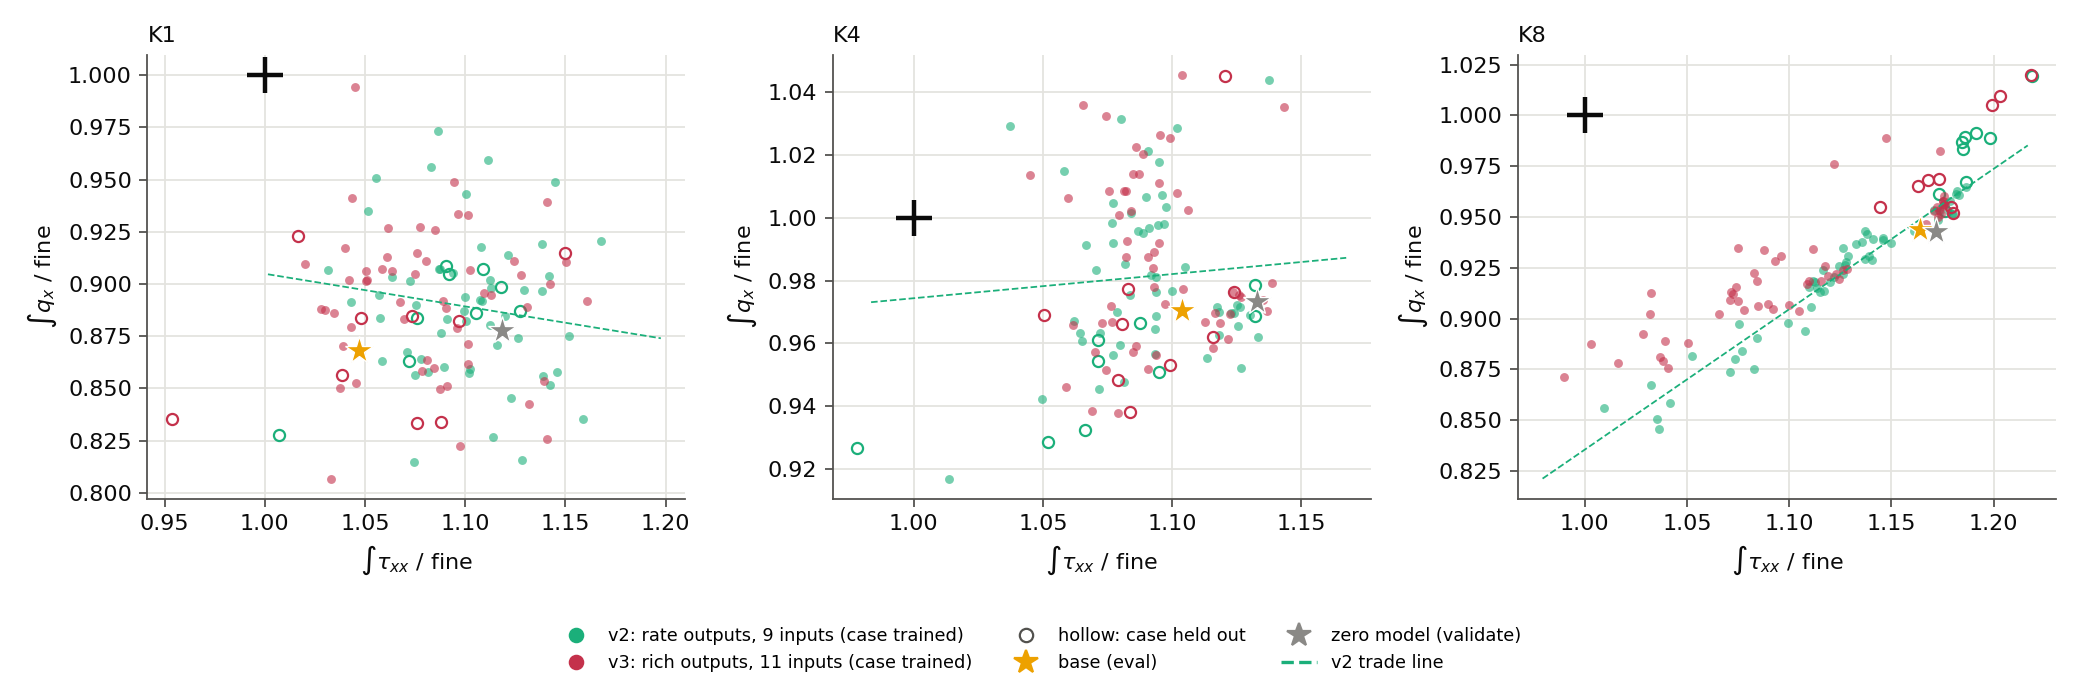 K1
K4
K8
1.000
0.975
0.950
0.925
0.900
0.875
0.850
0.825
0.800
∫qx / fine
0.95
1.00
1.05
1.10
1.15
1.20
∫τxx / fine
1.04
1.02
1.00
0.98
0.96
0.94
0.92
∫qx / fine
1.00
1.05
1.10
1.15
∫τxx / fine
1.025
1.000
0.975
0.950
0.925
0.900
0.875
0.850
0.825
∫qx / fine
1.00
1.05
1.10
1.15
1.20
∫τxx / fine
v2: rate outputs, 9 inputs (case trained)
v3: rich outputs, 11 inputs (case trained)
hollow: case held out
base (eval)
zero model (validate)
v2 trade line